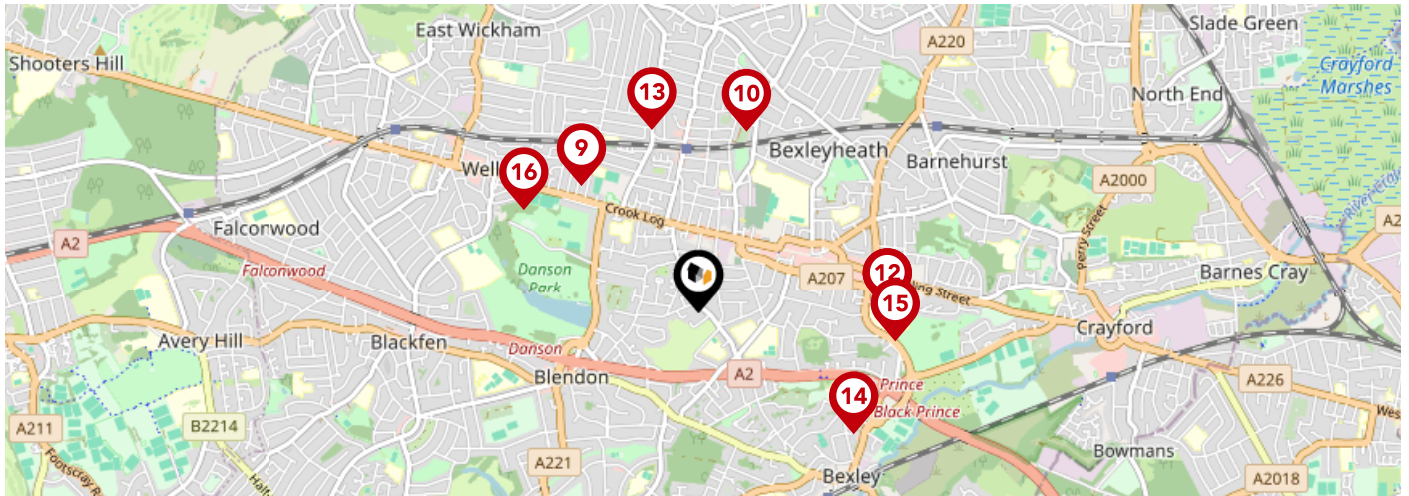 Slade Green
East Wickham
A220
Shooters Hill
Crayford
Marshes
13
10
North End
9
Bexleyheath
Barnehurst
16
A2000
Crook Log
Perry Street
Falconwood
A2
Falconwood
Danson
Park
A207
12
Barnes Cray
15
Crayford
Avery Hill
Blackfen
Danson
Blendon
A2
Prince
A226
14
Black Prince
A211
B2214
Bowmans
A221
Bexley
A2018